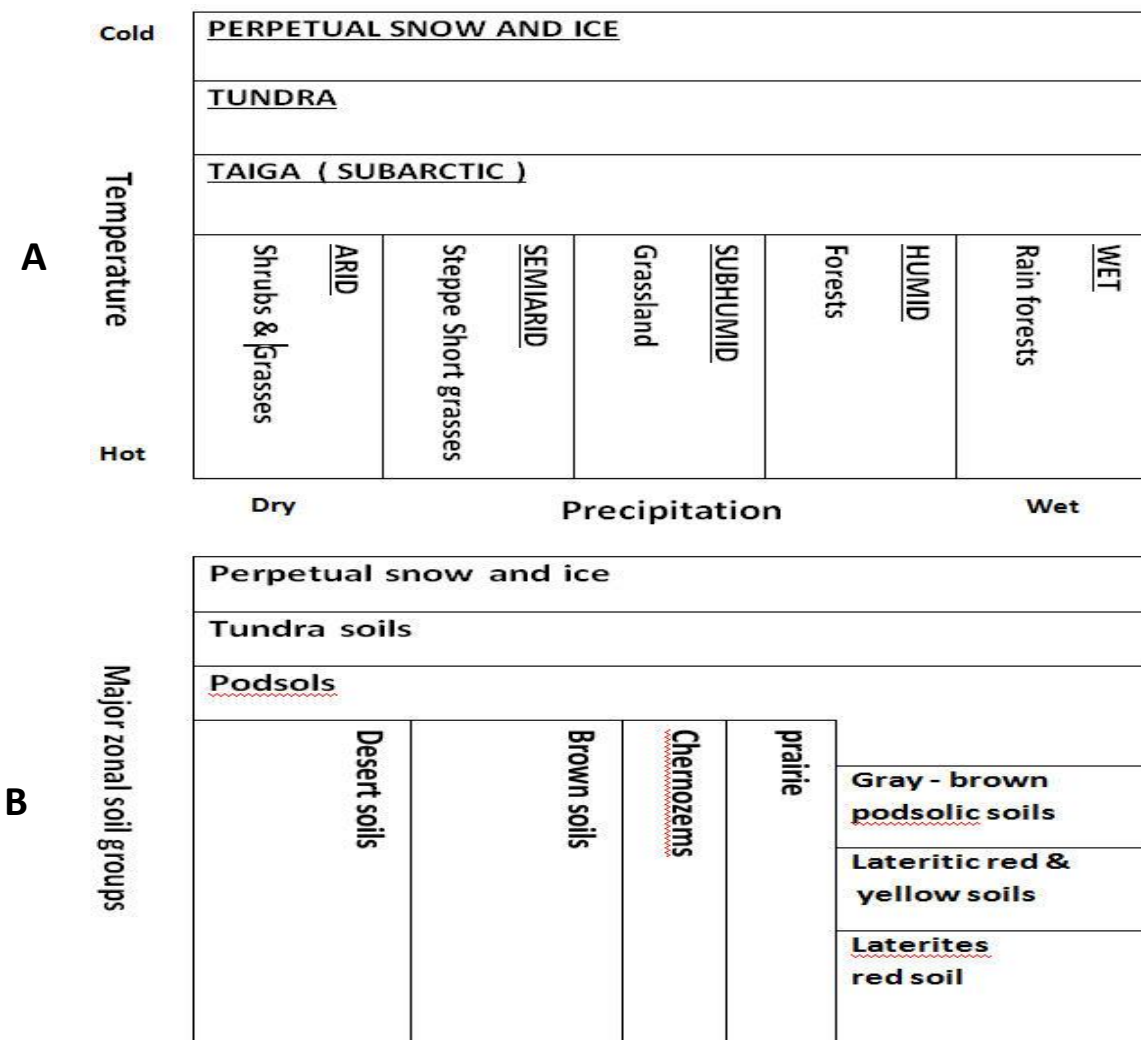 Cold
PERPETUAL SNOW AND ICE
TUNDRA
TAIGA ( SUBARCTIC )
A
Temperature
Shrubs & Grasses
ARID
Steppe Short grasses
SEMIARID
Grassland
SUBHUMID
Forests
HUMID
Rain forests
WET
Hot
Dry
Precipitation
Wet
Perpetual snow and ice
Tundra soils
Podsols
B
Major zonal soil groups
Desert soils
Brown soils
Chernozems
prairie
Gray - brown
podsolic soils
Lateritic red &
yellow soils
Laterites
red soil